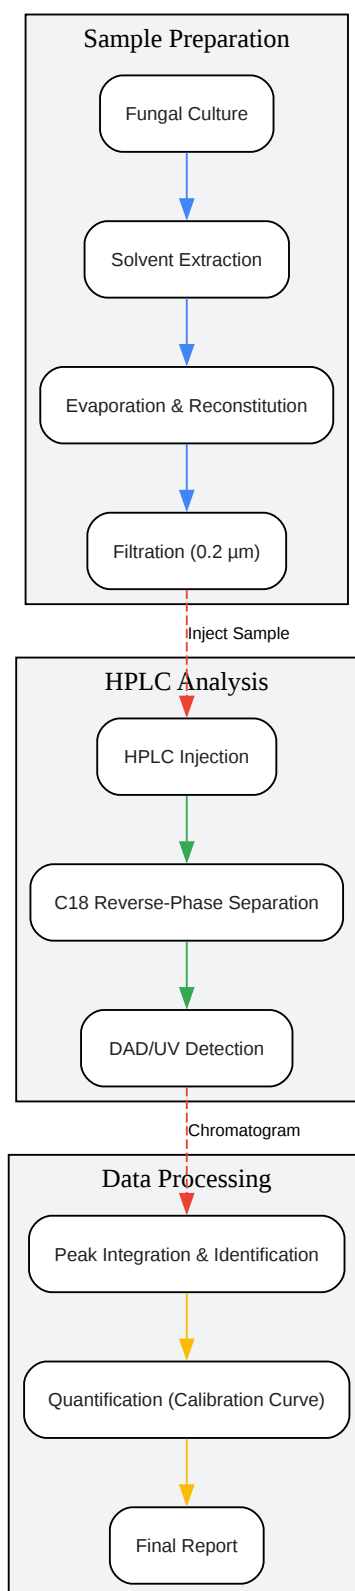 Sample Preparation
Fungal Culture
Solvent Extraction
Evaporation & Reconstitution
Filtration (0.2 µm)
Inject Sample
HPLC Analysis
HPLC Injection
C18 Reverse-Phase Separation
DAD/UV Detection
Chromatogram
Data Processing
Peak Integration & Identification
Quantification (Calibration Curve)
Final Report